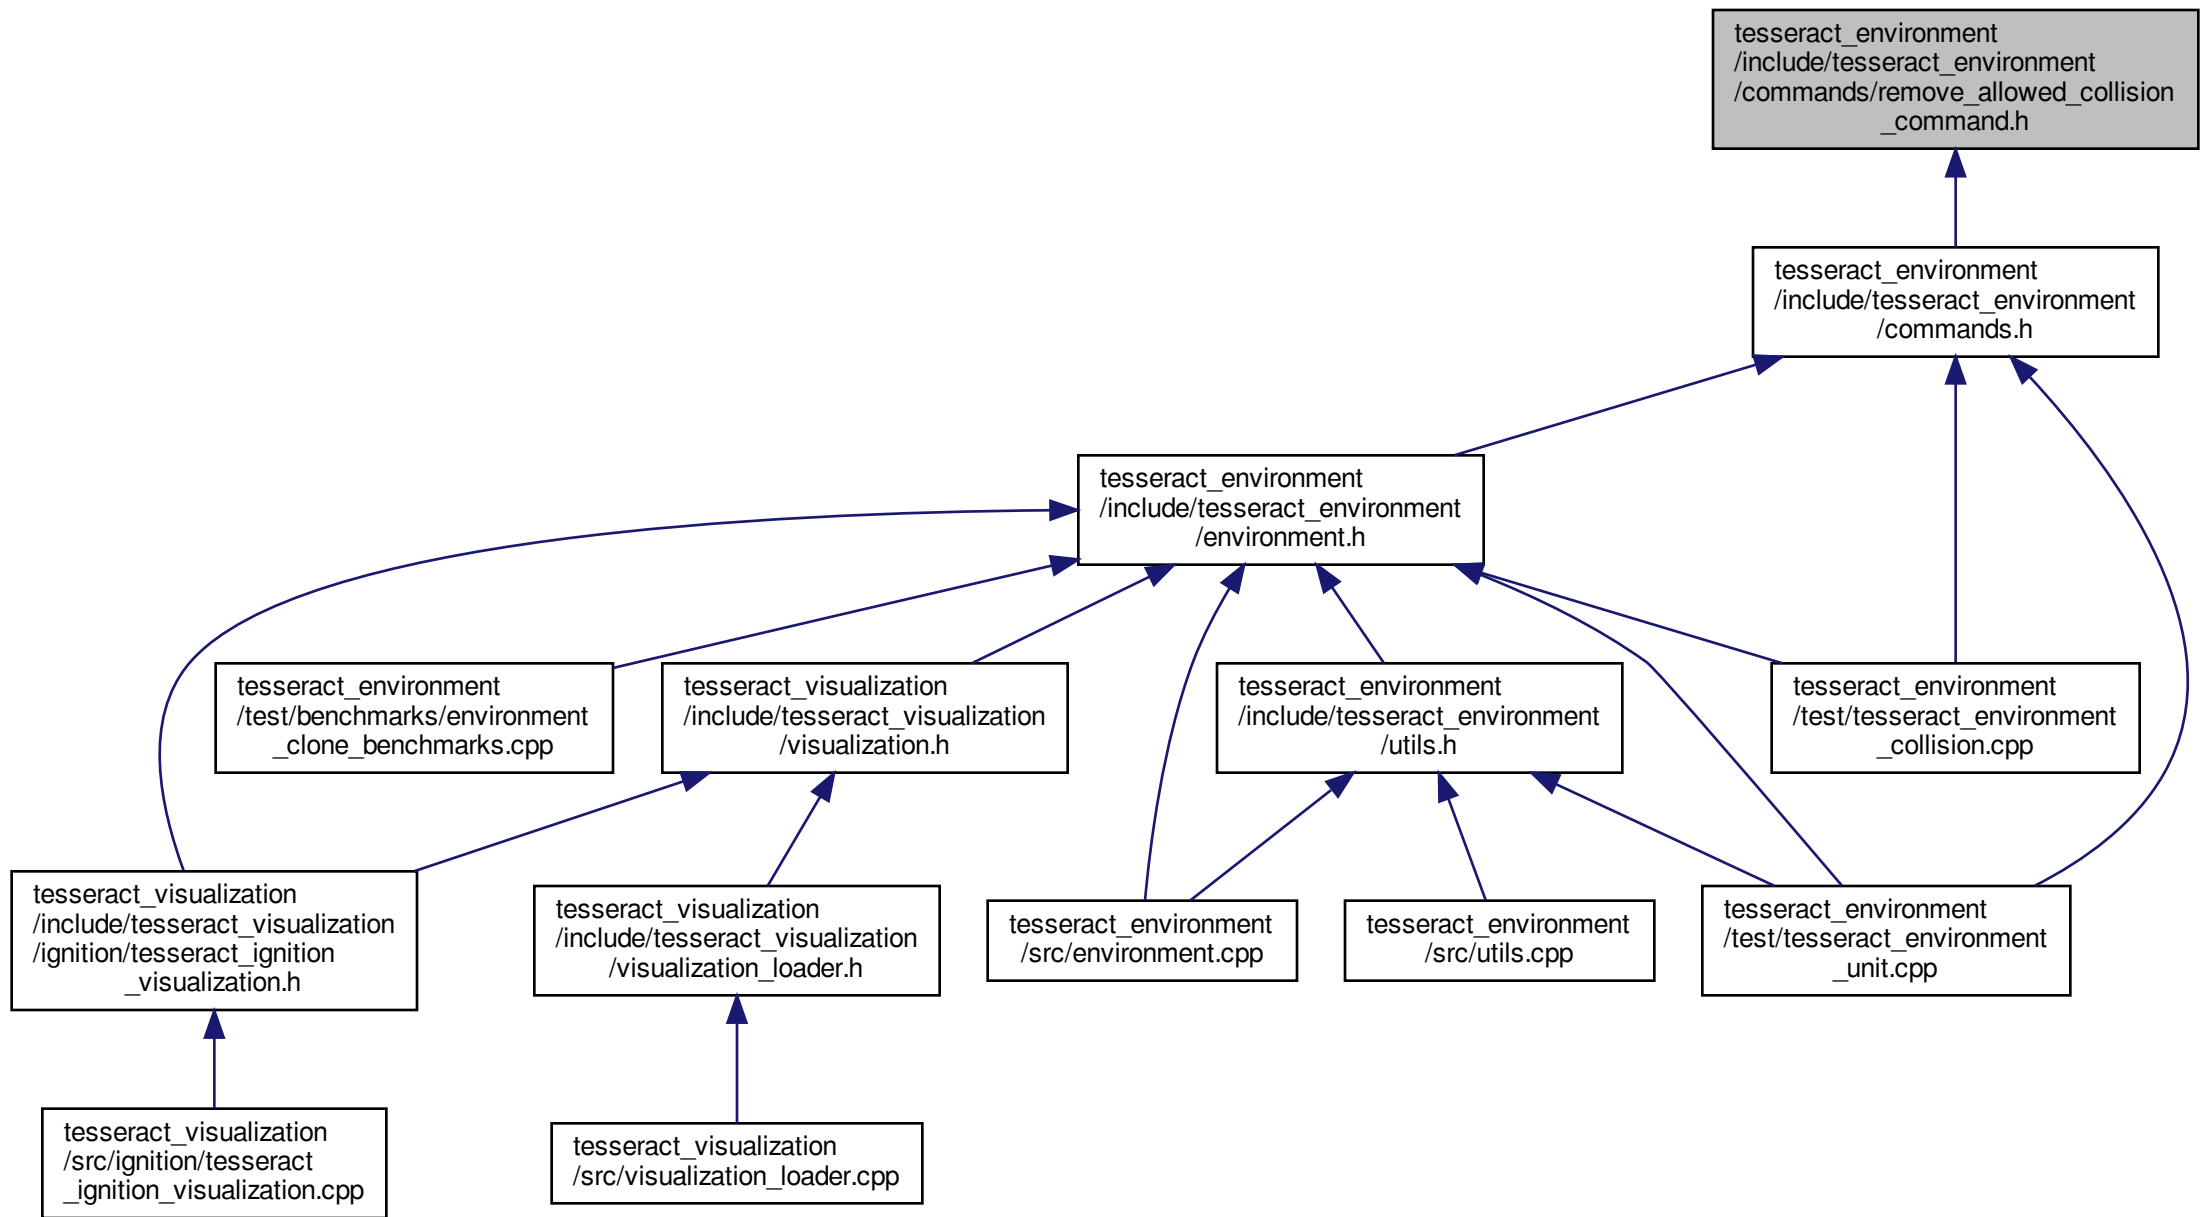 tesseract_environment
/include/tesseract_environment
/commands/remove_allowed_collision
_command.h
tesseract_environment
/include/tesseract_environment
/commands.h
tesseract_environment
/include/tesseract_environment
/environment.h
tesseract_environment
/test/benchmarks/environment
_clone_benchmarks.cpp
tesseract_visualization
/include/tesseract_visualization
/visualization.h
tesseract_environment
/include/tesseract_environment
/utils.h
tesseract_environment
/test/tesseract_environment
_collision.cpp
tesseract_visualization
/include/tesseract_visualization
/ignition/tesseract_ignition
_visualization.h
tesseract_visualization
/include/tesseract_visualization
/visualization_loader.h
tesseract_environment
/src/environment.cpp
tesseract_environment
/src/utils.cpp
tesseract_environment
/test/tesseract_environment
_unit.cpp
tesseract_visualization
/src/ignition/tesseract
_ignition_visualization.cpp
tesseract_visualization
/src/visualization_loader.cpp